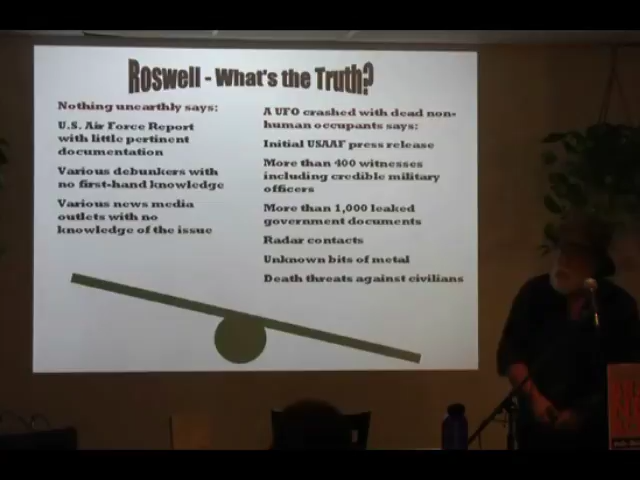 Roswell - What's the Truth?
Nothing unearthly says:
U.S. Air Force Report
with little pertinent
documentation
Various debunkers with
no first-hand knowledge
Various news media
outlets with no
knowledge of the issue
A UFO crashed with dead non-
human occupants says:
Initial USAAF press release
More than 400 witnesses
including credible military
officers
More than 1,000 leaked
government documents
Radar contacts
Unknown bits of metal
Death threats against civilians